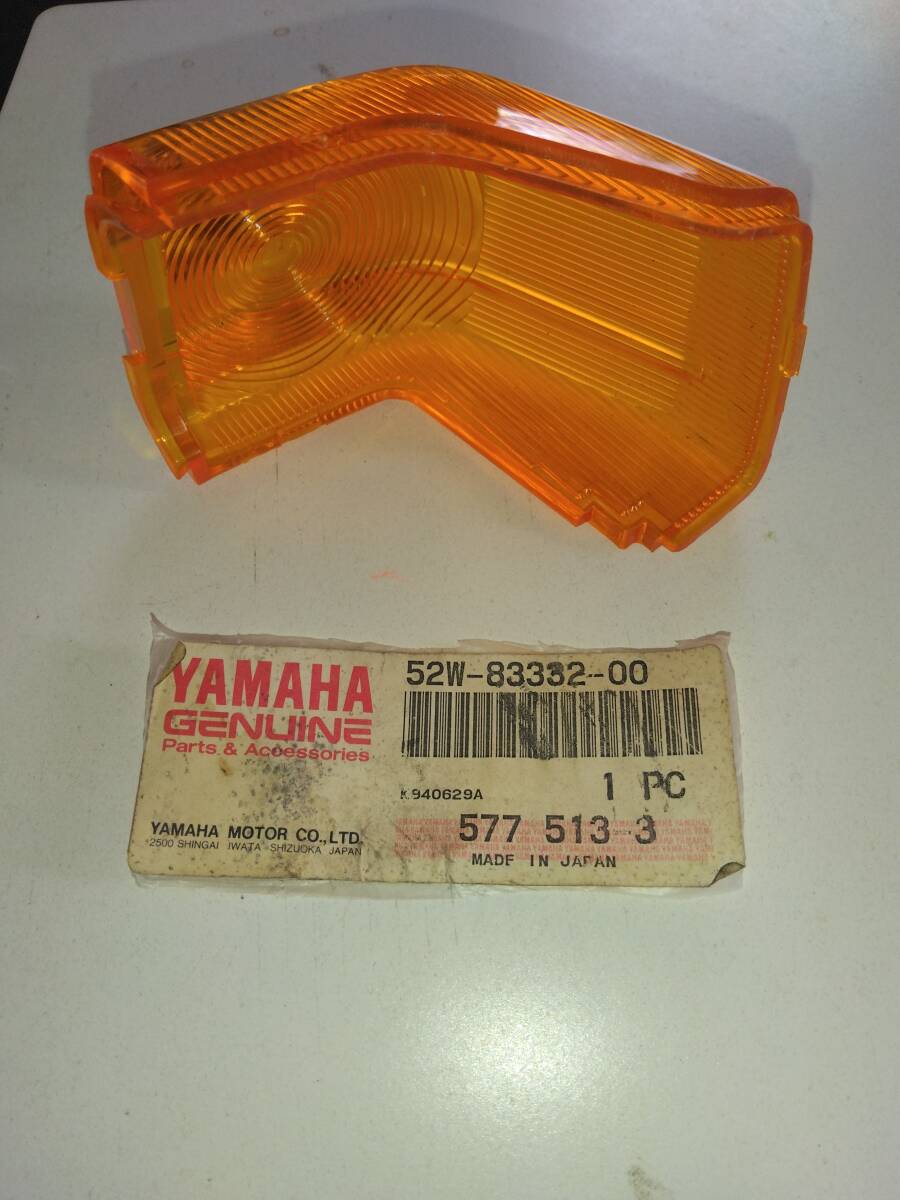 YAMAHA
GENUINE
Parts & Accessories
YAMAHA MOTOR CO.,LTD.
2500 SHINGAI IWATA SHIZUOKA JAPAN
52W-83332-00
K940629A
1 PC
577 513 3
MADE IN JAPAN